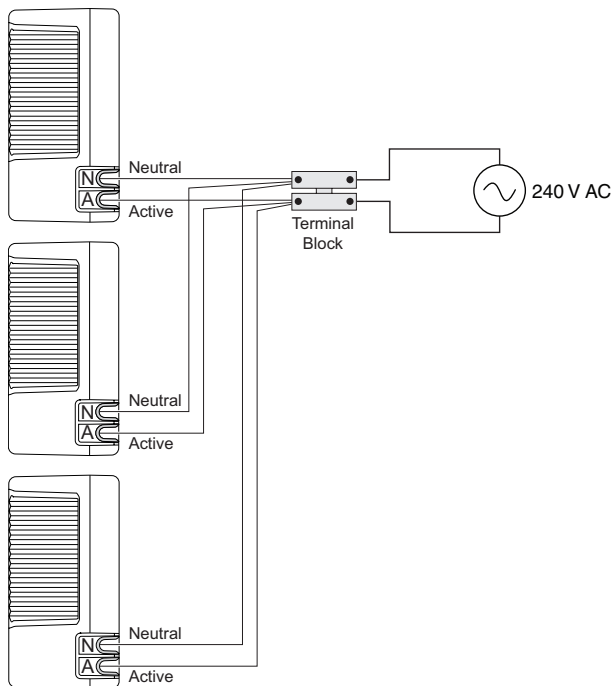 Neutral
N
A
Active
240 V AC
Terminal
Block
Neutral
N
A
Active
Neutral
N
A
Active